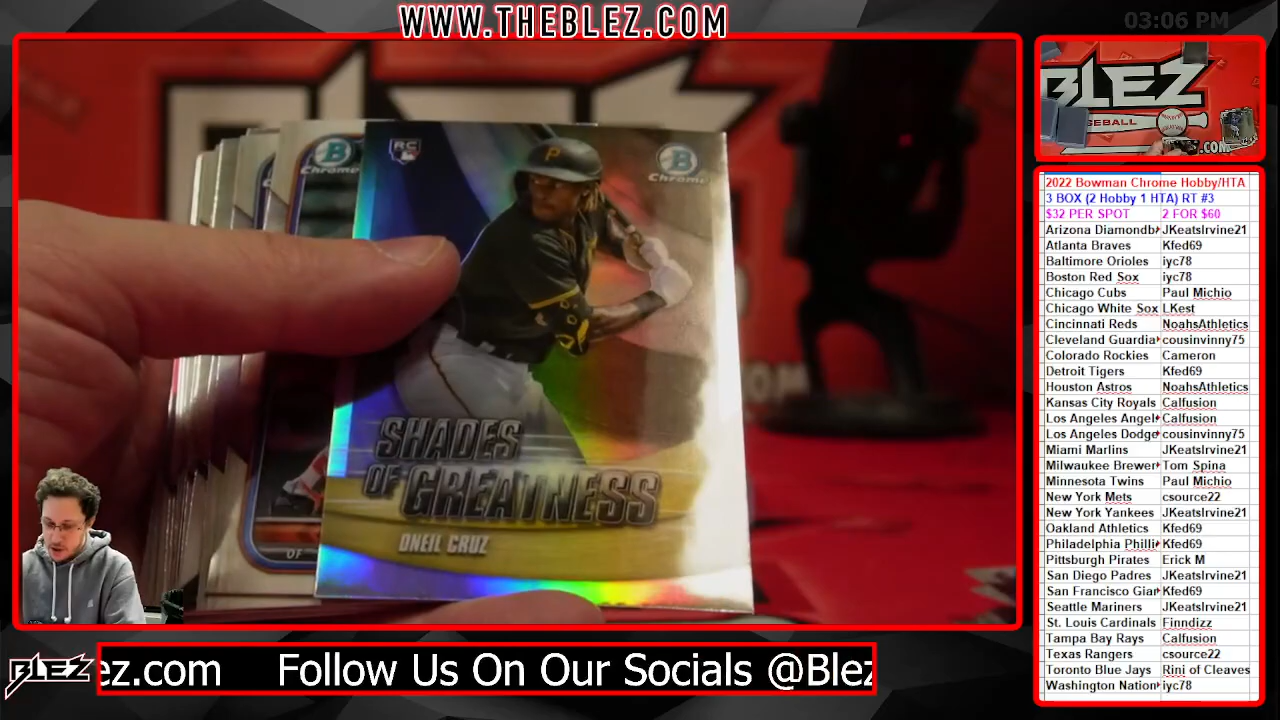 WWW.THEBLEZ.COM
03:06 PM
BLEZ
.COM
RC
B
Chrome
B
Chrome
P
SHADES
OF GREATNESS
ONEIL CRUZ
OF
2022 Bowman Chrome Hobby/HTA
3 BOX (2 Hobby 1 HTA) RT #3
$32 PER SPOT 2 FOR $60
Arizona Diamondb JKeatsIrvine21
Atlanta Braves Kfed69
Baltimore Orioles iyc78
Boston Red Sox iyc78
Chicago Cubs Paul Michio
Chicago White Sox LKest
Cincinnati Reds NoahsAthletics
Cleveland Guardia cousinvinny75
Colorado Rockies Cameron
Detroit Tigers Kfed69
Houston Astros NoahsAthletics
Kansas City Royals Calfusion
Los Angeles Angel Calfusion
Los Angeles Dodge cousinvinny75
Miami Marlins JKeatsIrvine21
Milwaukee Brewer Tom Spina
Minnesota Twins Paul Michio
New York Mets csource22
New York Yankees JKeatsIrvine21
Oakland Athletics Kfed69
Philadelphia Philli Kfed69
Pittsburgh Pirates Erick M
San Diego Padres JKeatsIrvine21
San Francisco Giar Kfed69
Seattle Mariners JKeatsIrvine21
St. Louis Cardinals Finndizz
Tampa Bay Rays Calfusion
Texas Rangers csource22
Toronto Blue Jays Rini of Cleaves
Washington Nation iyc78
BLEZ
ez.com Follow Us On Our Socials @Blez